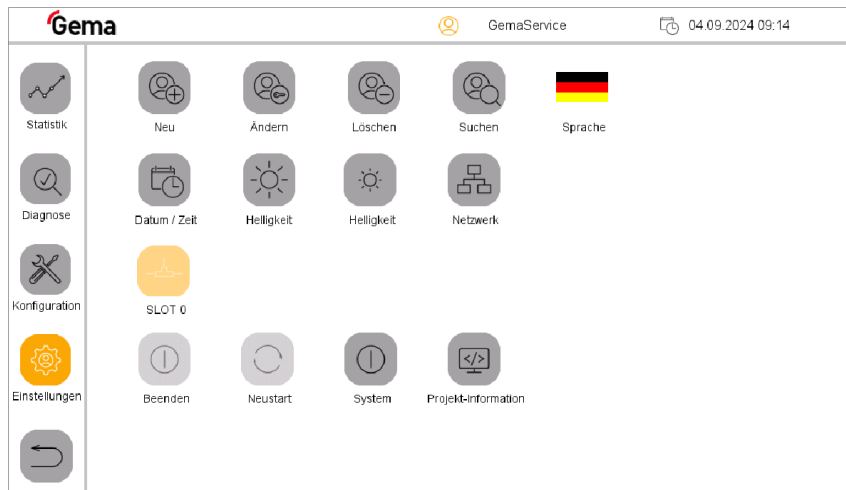 Gema
GemaService
04.09.2024 09:14
Statistik
Neu
Ändern
Löschen
Suchen
Sprache
Diagnose
Datum / Zeit
Helligkeit
Helligkeit
Netzwerk
Konfiguration
SLOT 0
Einstellungen
Beenden
Neustart
System
Projekt-Information